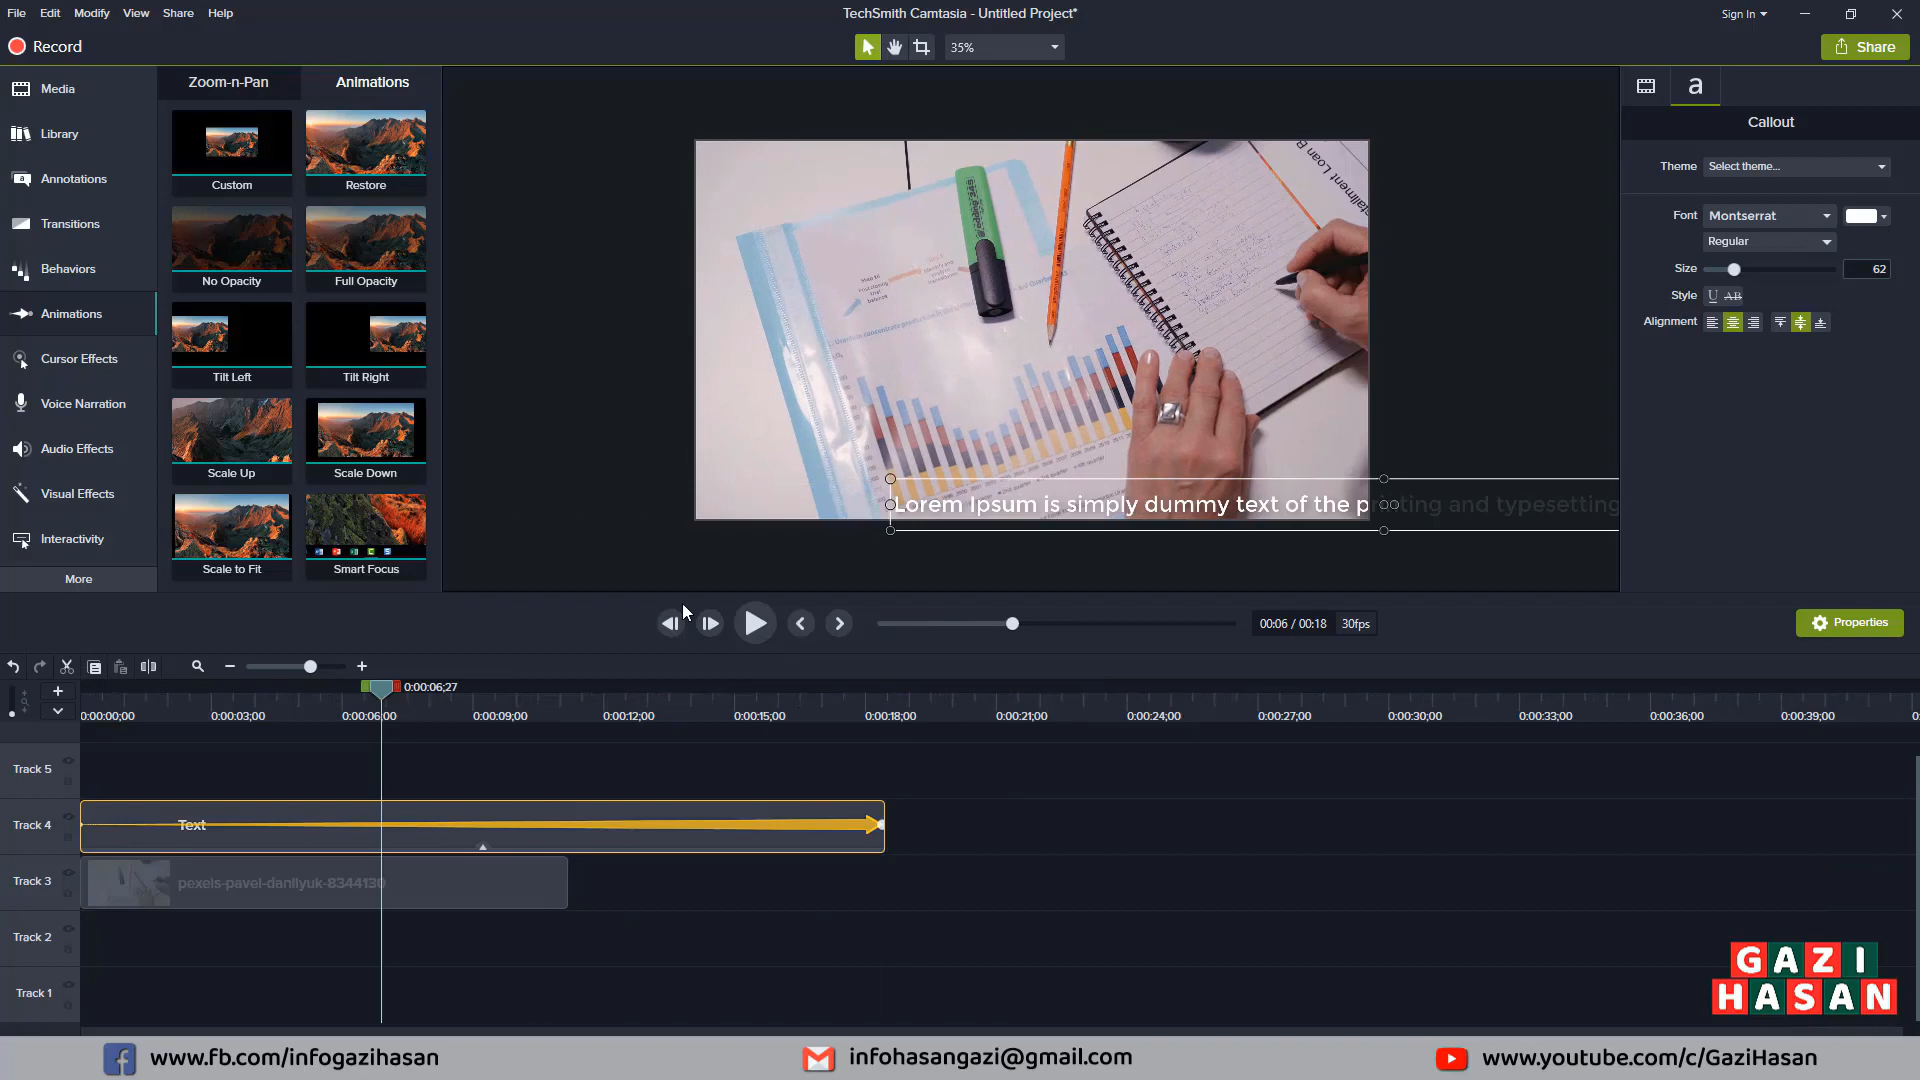 File Edit Modify View Share Help
TechSmith Camtasia - Untitled Project*
Sign In
Record
35%
Share
Media
Library
Annotations
Transitions
Behaviors
Animations
Cursor Effects
Voice Narration
Audio Effects
Visual Effects
Interactivity
More
Zoom-n-Pan Animations
Custom Restore
No Opacity Full Opacity
Tilt Left Tilt Right
Scale Up Scale Down
Scale to Fit Smart Focus
Installment Loan B
Lorem Ipsum is simply dummy text of the printing and typesetting
a
Callout
Theme Select theme...
Font Montserrat
Regular
Size 62
Style U AB
Alignment
00:06 / 00:18 30fps
Properties
0:00:06;27
0:00:00;00 0:00:03;00 0:00:06;00 0:00:09;00 0:00:12;00 0:00:15;00 0:00:18;00 0:00:21;00 0:00:24;00 0:00:27;00 0:00:30;00 0:00:33;00 0:00:36;00 0:00:39;00
Track 5
Track 4 Text
Track 3 pexels-pavel-danilyuk-8344130
Track 2
Track 1
GAZI
HASAN
www.fb.com/infogazihasan infohasangazi@gmail.com www.youtube.com/c/GaziHasan